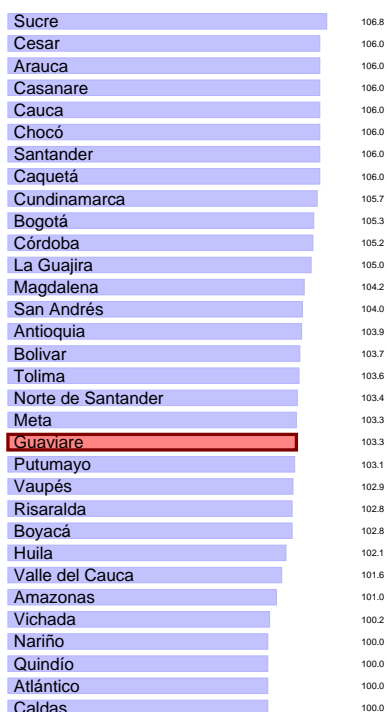 Sucre 106.8
Cesar 106.0
Arauca 106.0
Casanare 106.0
Cauca 106.0
Chocó 106.0
Santander 106.0
Caquetá 106.0
Cundinamarca 105.7
Bogotá 105.3
Córdoba 105.2
La Guajira 105.0
Magdalena 104.2
San Andrés 104.0
Antioquia 103.9
Bolivar 103.7
Tolima 103.6
Norte de Santander 103.4
Meta 103.3
Guaviare 103.3
Putumayo 103.1
Vaupés 102.9
Risaralda 102.8
Boyacá 102.8
Huila 102.1
Valle del Cauca 101.6
Amazonas 101.0
Vichada 100.2
Nariño 100.0
Quindío 100.0
Atlántico 100.0
Caldas 100.0